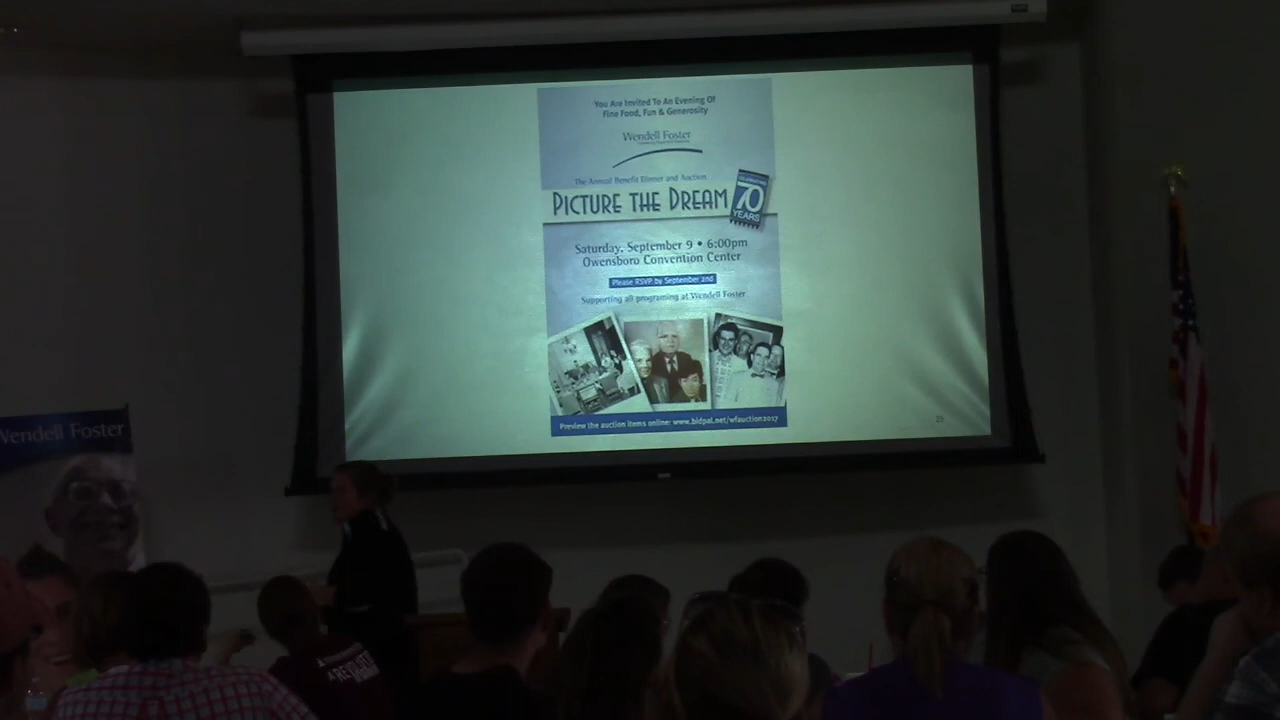 You Are Invited To An Evening Of
Fine Food, Fun & Generosity
Wendell Foster
The Annual Benefit Dinner and Auction
PICTURE THE DREAM
CELEBRATING
70
YEARS
Saturday, September 9 • 6:00pm
Owensboro Convention Center
Please RSVP by September 2nd
Supporting all programing at Wendell Foster
Preview the auction items online: www.bidpal.net/wfauction2017
Wendell Foster